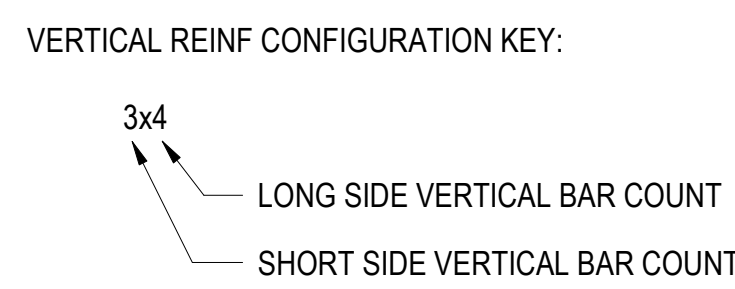 VERTICAL REINF CONFIGURATION KEY:
3x4
LONG SIDE VERTICAL BAR COUNT
SHORT SIDE VERTICAL BAR COUNT